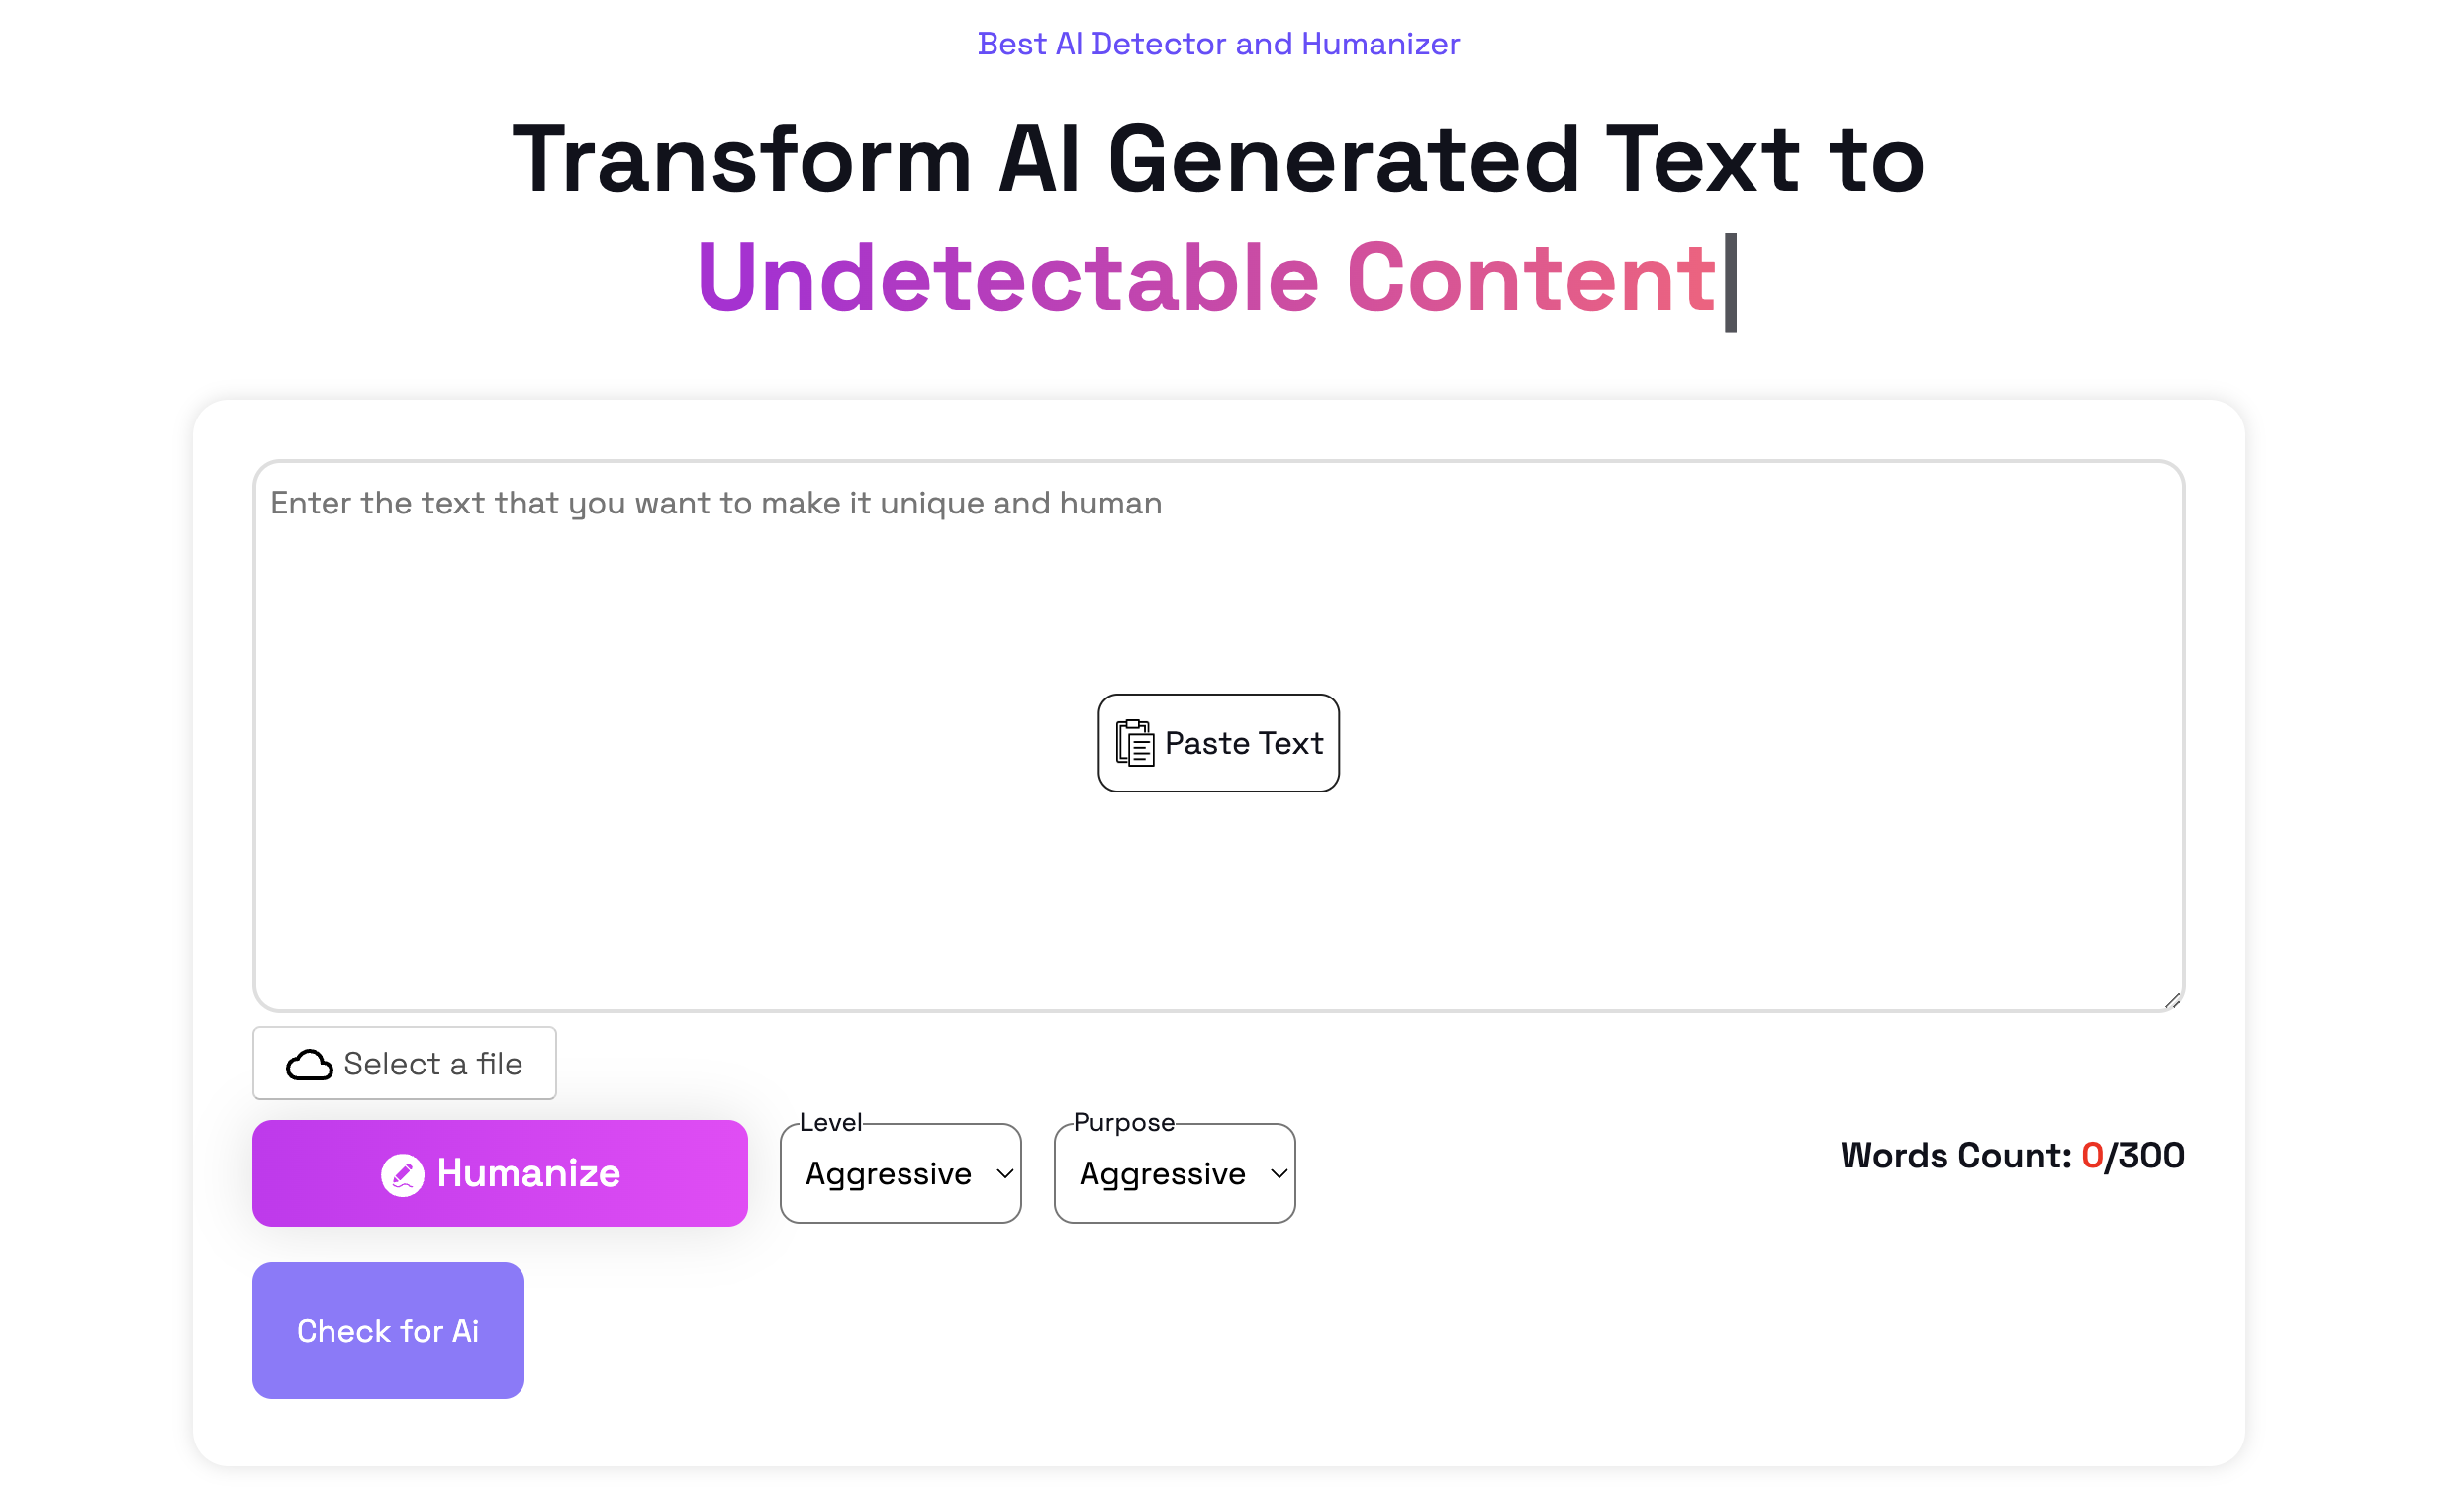 Best AI Detector and Humanizer
Transform AI Generated Text to
Undetectable Content|
Enter the text that you want to make it unique and human
Paste Text
Select a file
Humanize
Level
Aggressive
Purpose
Aggressive
Words Count: 0/300
Check for Ai